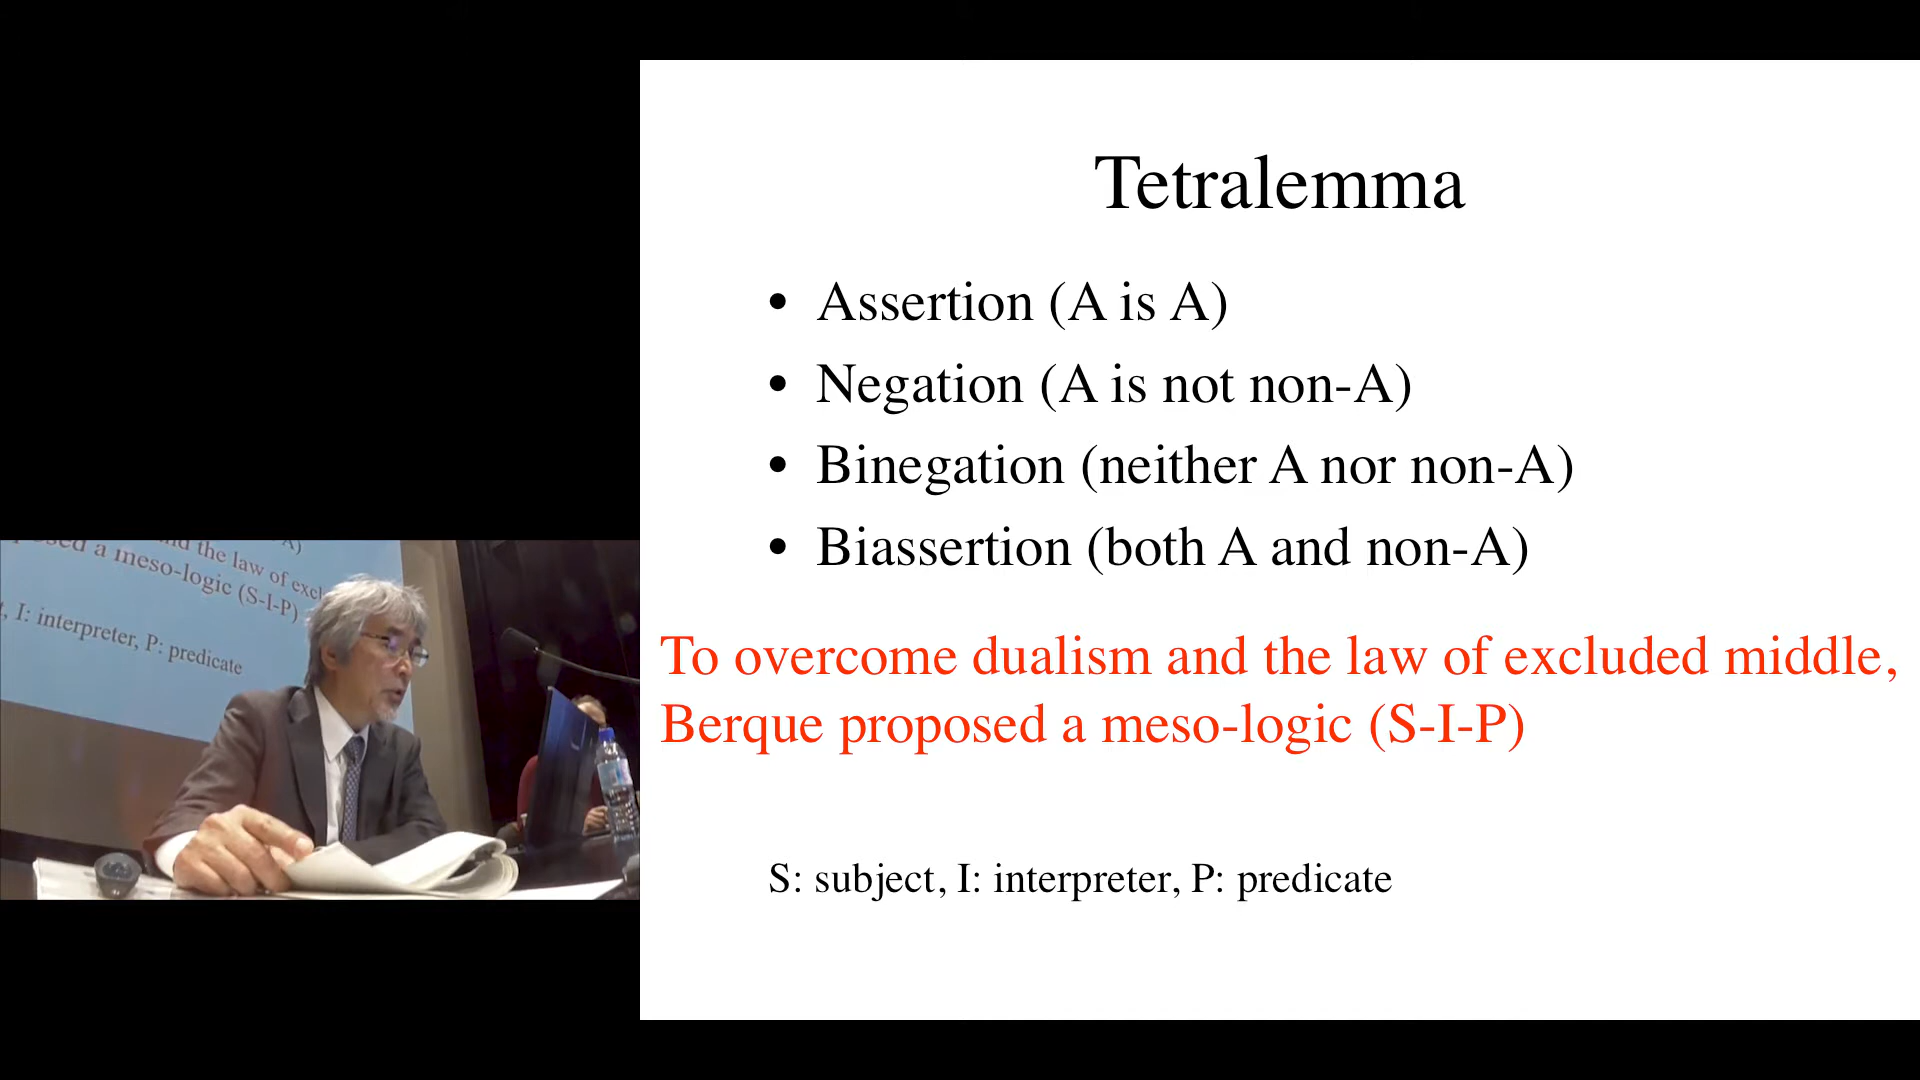 Tetralemma
• Assertion (A is A)
• Negation (A is not non-A)
• Binegation (neither A nor non-A)
• Biassertion (both A and non-A)
To overcome dualism and the law of excluded middle,
Berque proposed a meso-logic (S-I-P)
S: subject, I: interpreter, P: predicate
A)
and the law of excl
posed a meso-logic (S-I-P)
, I: interpreter, P: predicate